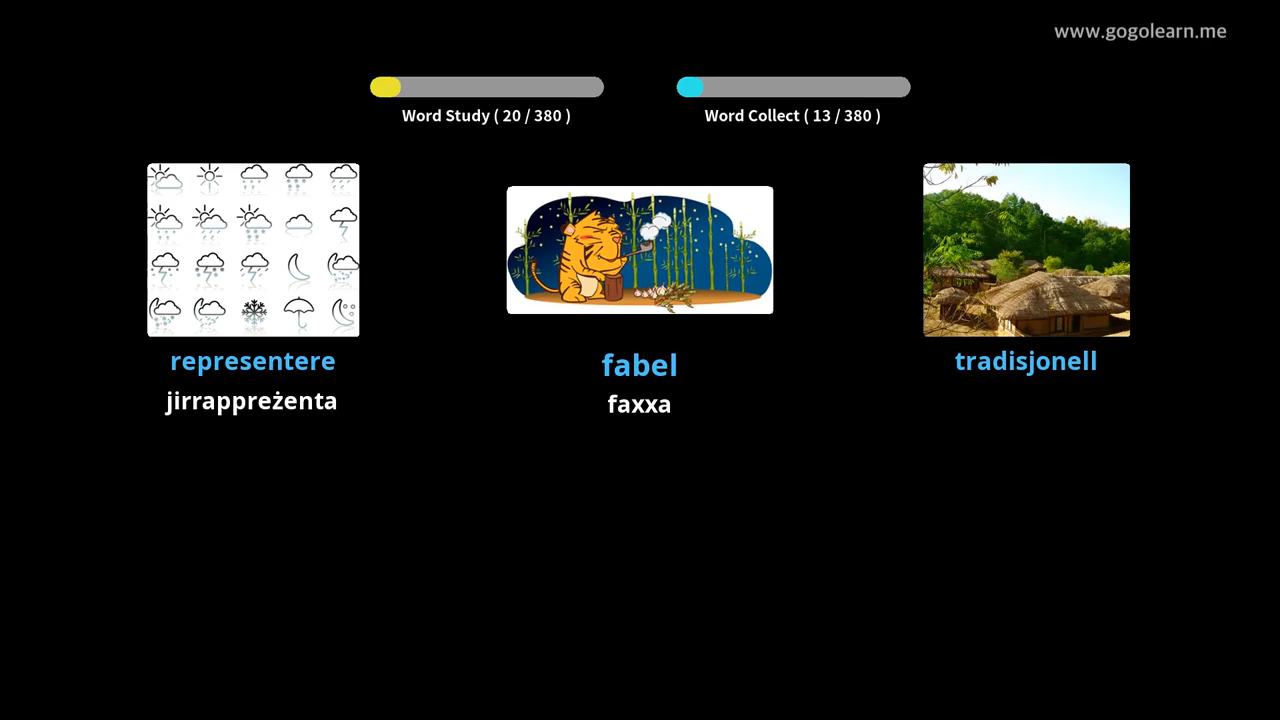 www.gogolearn.me
Word Study ( 20 / 380 )
Word Collect ( 13 / 380 )
representere
jirrappreżenta
fabel
faxxa
tradisjonell